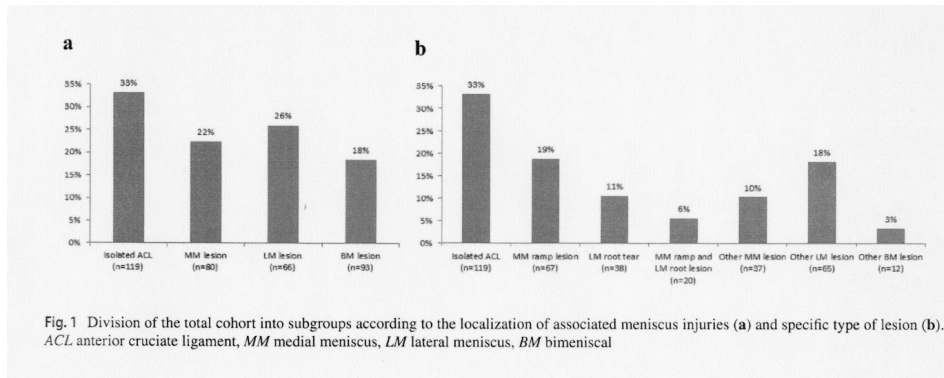 a
35%
30%
25%
20%
15%
10%
5%
0%
33%
22%
26%
18%
Isolated ACL
(n=119)
MM lesion
(n=80)
LM lesion
(n=66)
BM lesion
(n=93)
b
35%
30%
25%
20%
15%
10%
5%
0%
33%
19%
11%
6%
10%
18%
3%
Isolated ACL
(n=119)
MM ramp lesion
(n=67)
LM root tear
(n=38)
MM ramp and
LM root lesion
(n=20)
Other MM lesion
(n=37)
Other LM lesion
(n=65)
Other BM lesion
(n=12)
Fig. 1 Division of the total cohort into subgroups according to the localization of associated meniscus injuries (a) and specific type of lesion (b).
ACL anterior cruciate ligament, MM medial meniscus, LM lateral meniscus, BM bimeniscal